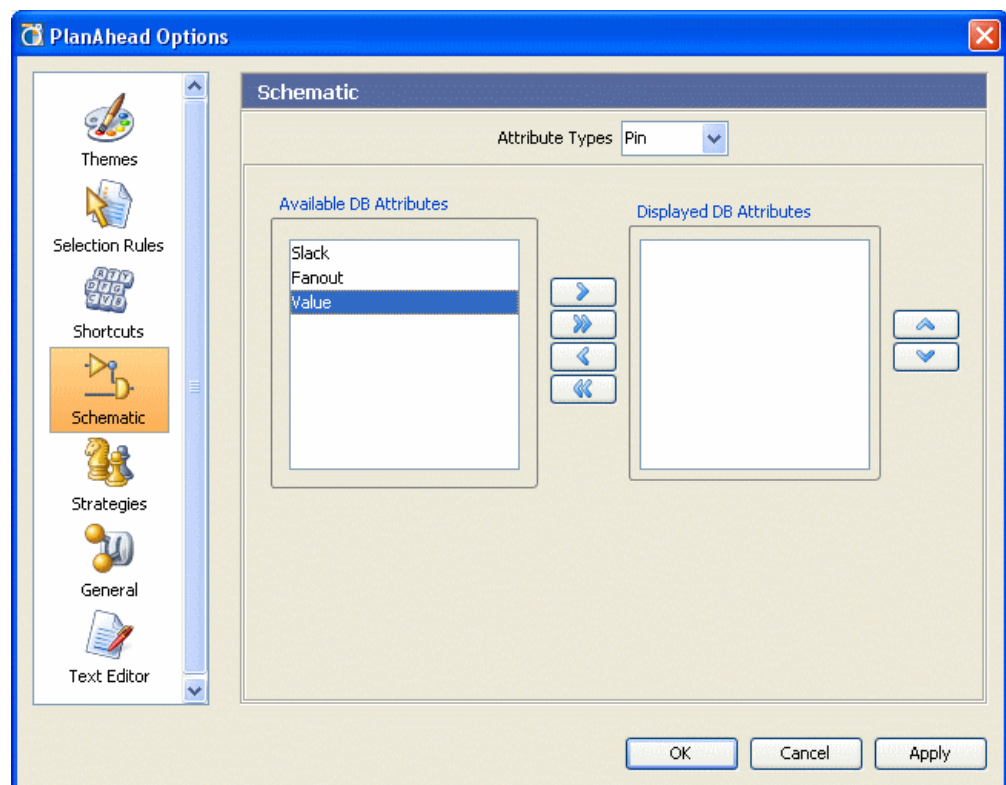 PlanAhead Options
Themes
Selection Rules
Shortcuts
Schematic
Strategies
General
Text Editor
Schematic
Attribute Types Pin
Available DB Attributes
Slack
Fanout
Value
Displayed DB Attributes
OK Cancel Apply